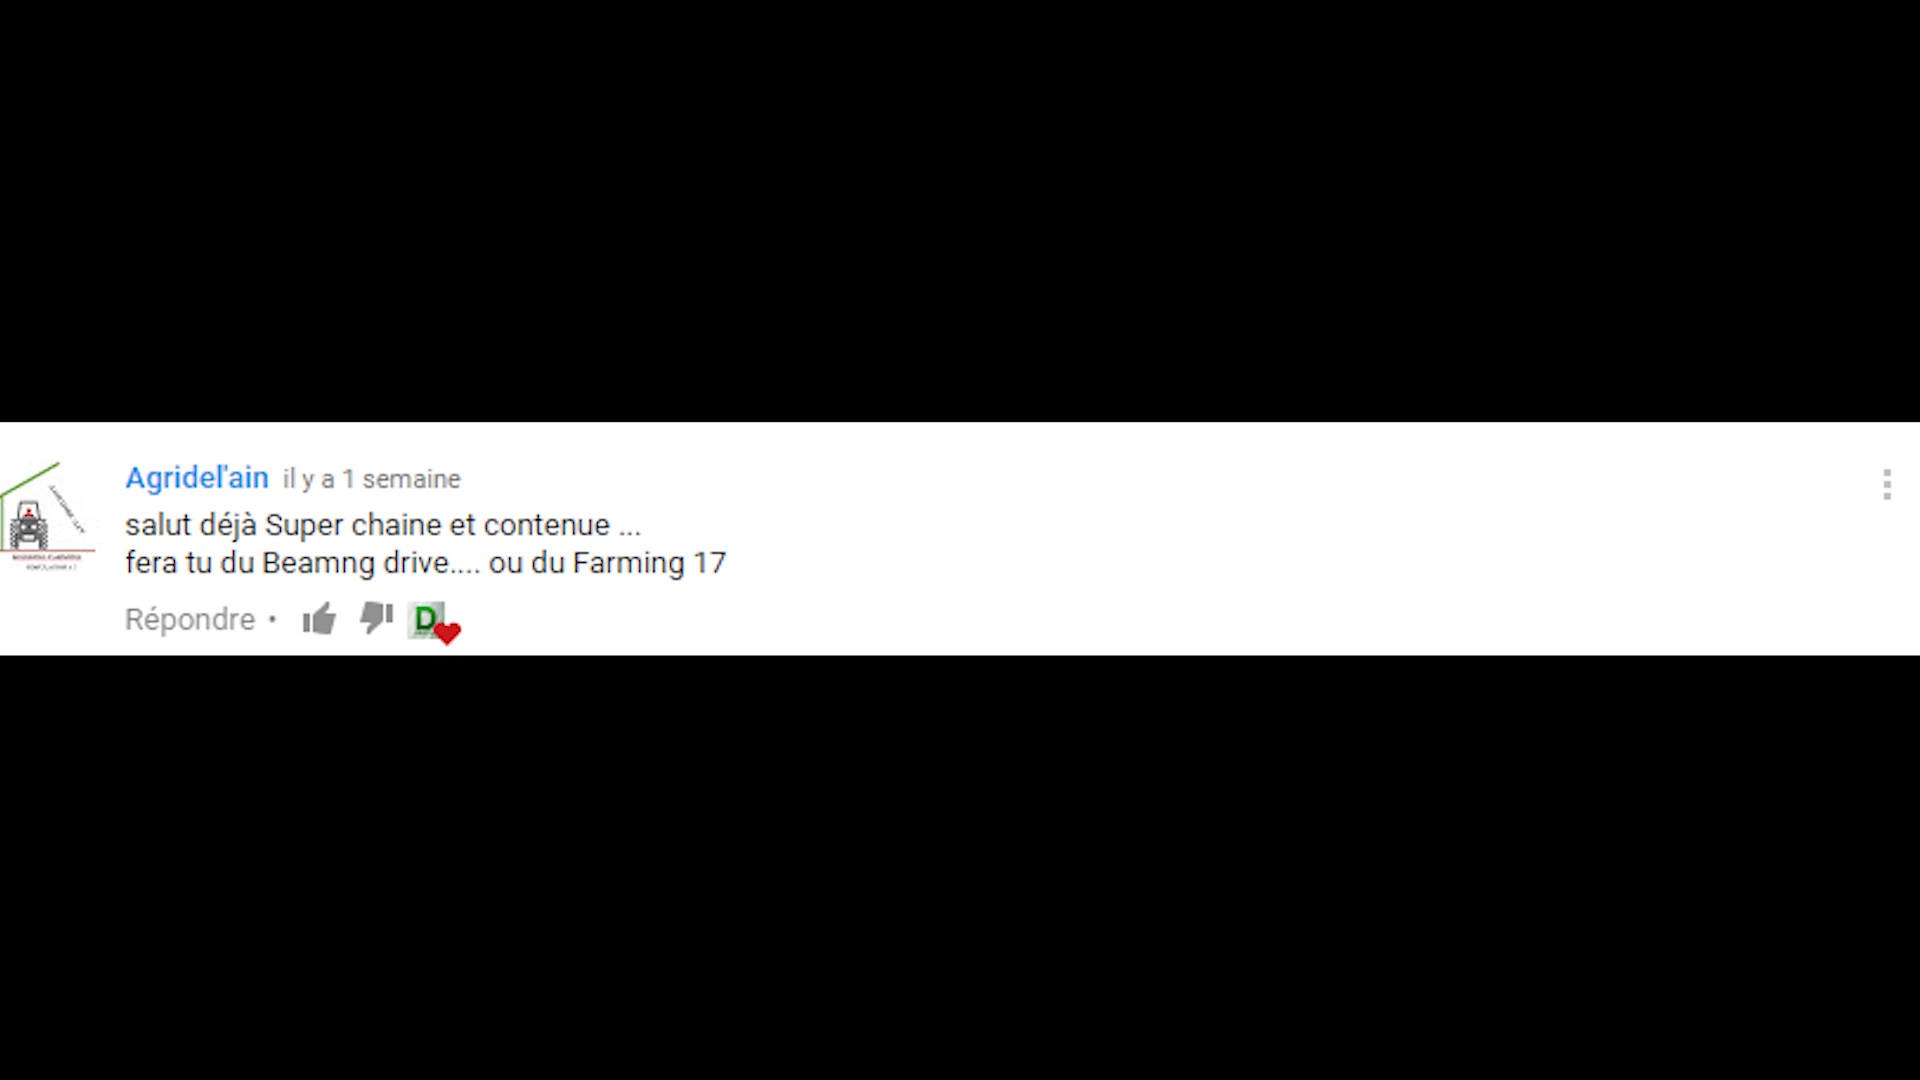 Agridel'ain il y a 1 semaine
salut déjà Super chaine et contenue ...
fera tu du Beamng drive.... ou du Farming 17
Répondre •
D